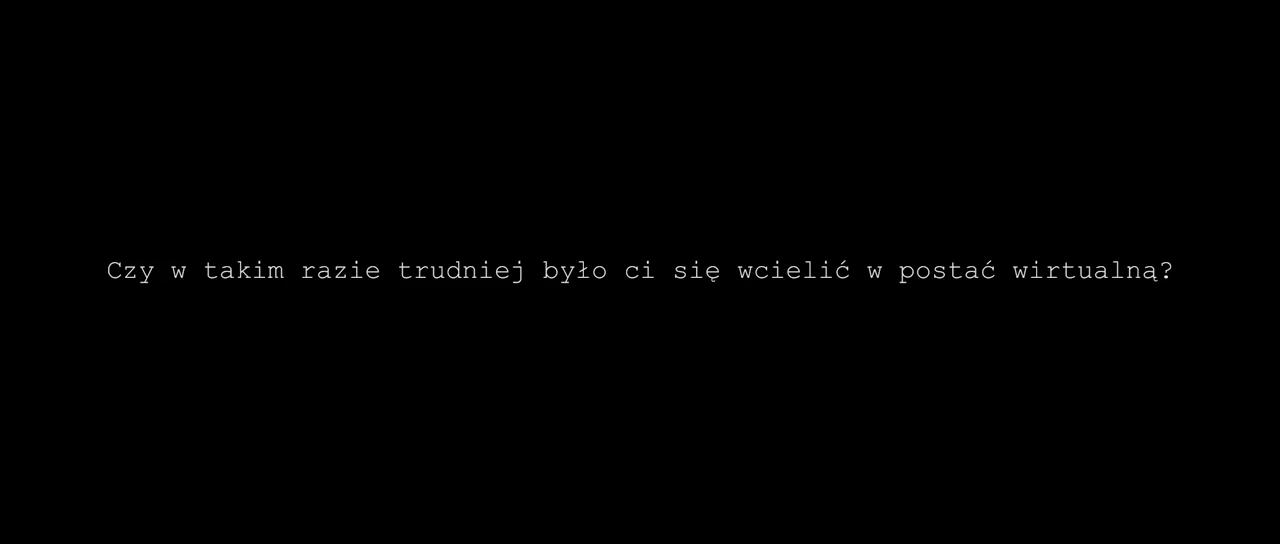 Czy w takim razie trudniej było ci się wcielić w postać wirtualną?